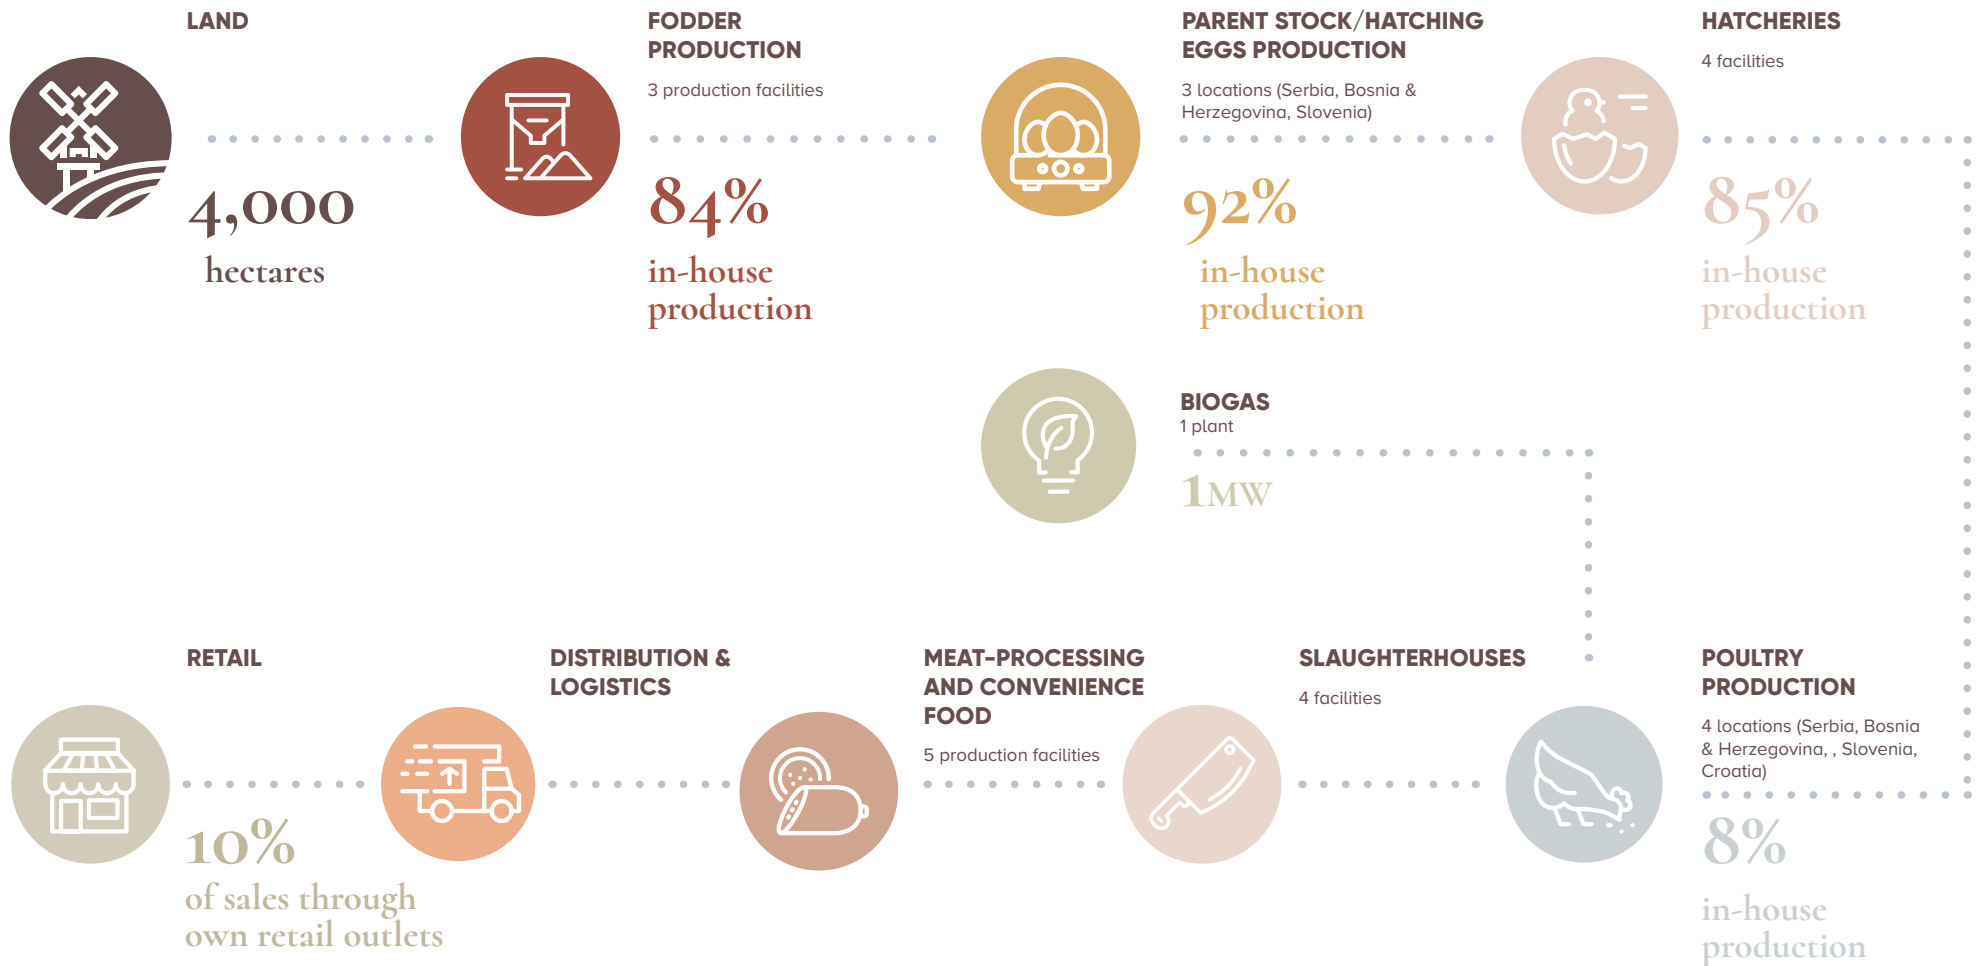 LAND
4,000
hectares
FODDER
PRODUCTION
3 production facilities
84%
in-house
production
PARENT STOCK/HATCHING
EGGS PRODUCTION
3 locations (Serbia, Bosnia &
Herzegovina, Slovenia)
92%
in-house
production
HATCHERIES
4 facilities
85%
in-house
production
BIOGAS
1 plant
1MW
RETAIL
10%
of sales through
own retail outlets
DISTRIBUTION &
LOGISTICS
MEAT-PROCESSING
AND CONVENIENCE
FOOD
5 production facilities
SLAUGHTERHOUSES
4 facilities
POULTRY
PRODUCTION
4 locations (Serbia, Bosnia
& Herzegovina, , Slovenia,
Croatia)
8%
in-house
production